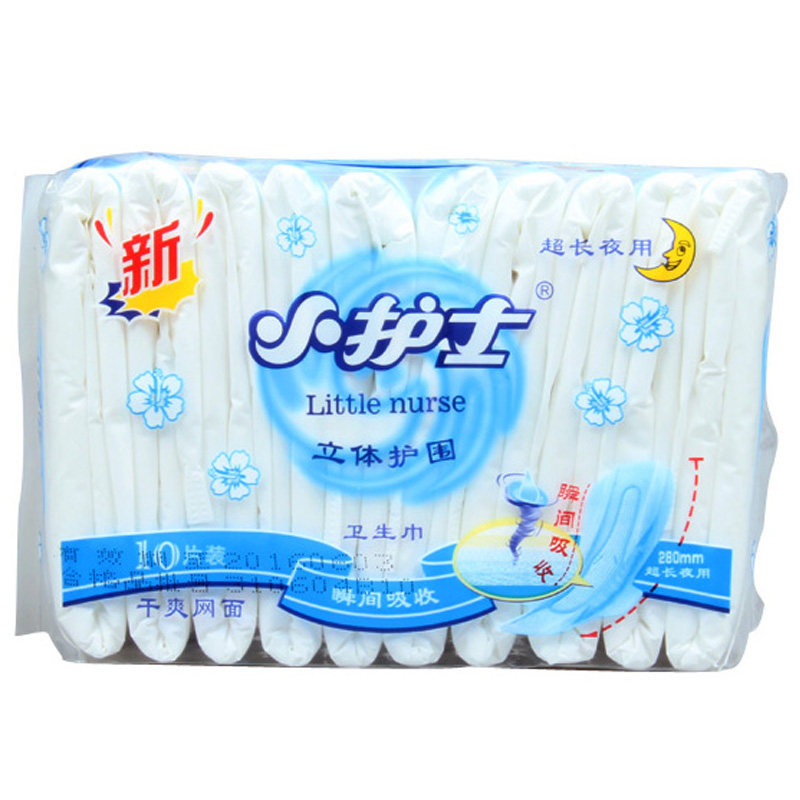 新
超长夜用
小护士®
Little nurse
立体护围
卫生巾
瞬间吸收
10片装
280mm
超长夜用
干爽网面
瞬间吸收